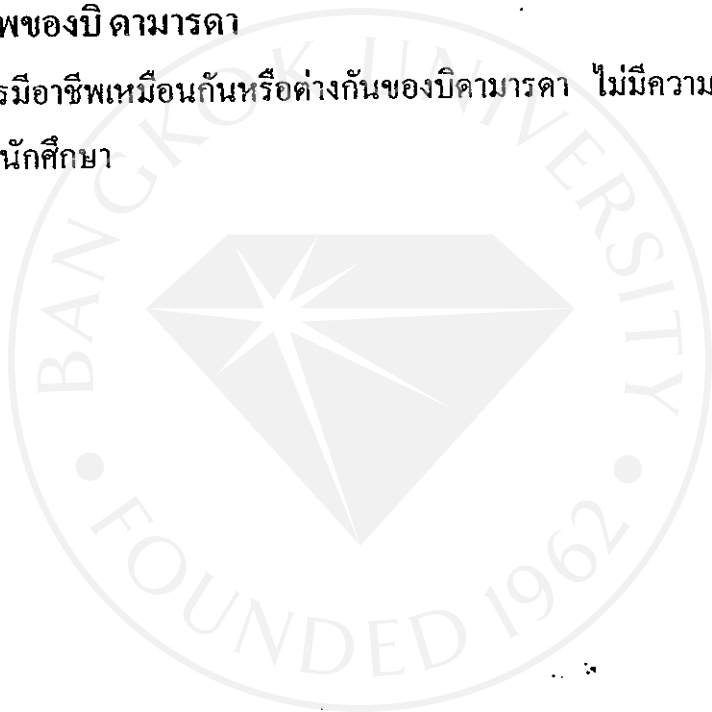 พของบิดามารดา
รมีอาชีพเหมือนกันหรือต่างกันของบิดามารดา ไม่มีความ
นักศึกษา
BANGKOK UNIVERSITY
FOUNDED 1962